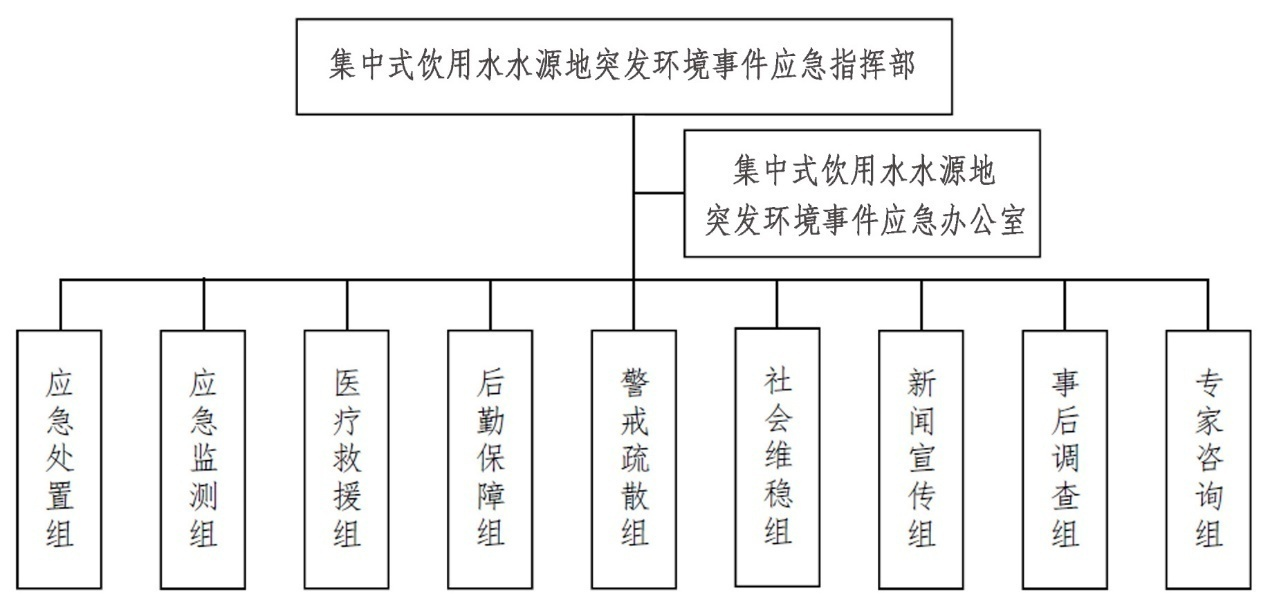 集中式饮用水水源地突发环境事件应急指挥部
集中式饮用水水源地
突发环境事件应急办公室
应急处置组
应急监测组
医疗救援组
后勤保障组
警戒疏散组
社会维稳组
新闻宣传组
事后调查组
专家咨询组